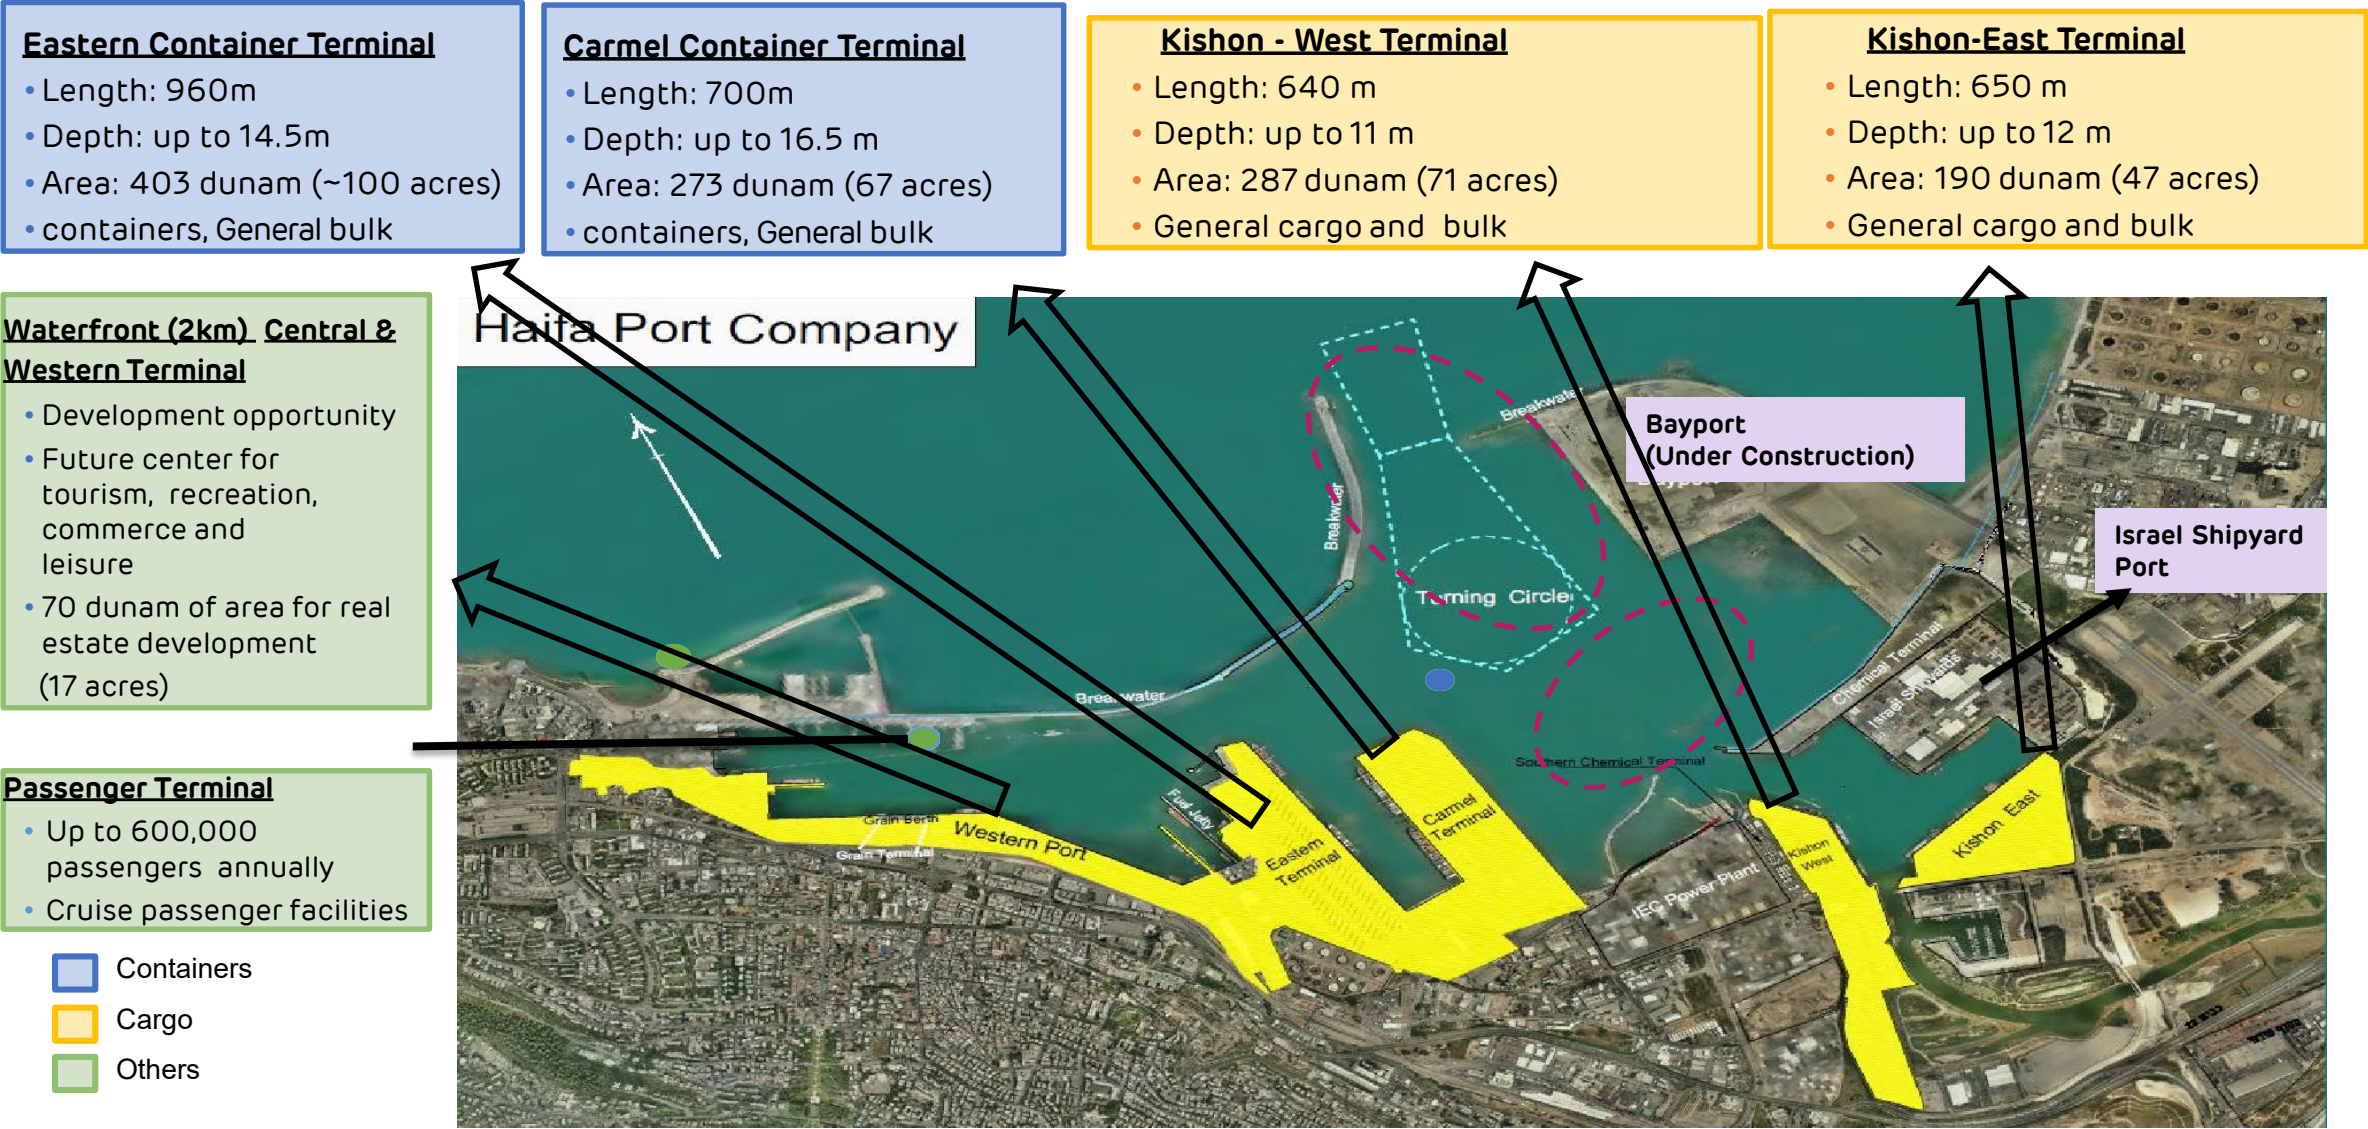 Eastern Container Terminal
• Length: 960m
• Depth: up to 14.5m
• Area: 403 dunam (~100 acres)
• containers, General bulk
Carmel Container Terminal
• Length: 700m
• Depth: up to 16.5 m
• Area: 273 dunam (67 acres)
• containers, General bulk
Kishon - West Terminal
• Length: 640 m
• Depth: up to 11 m
• Area: 287 dunam (71 acres)
• General cargo and bulk
Kishon-East Terminal
• Length: 650 m
• Depth: up to 12 m
• Area: 190 dunam (47 acres)
• General cargo and bulk
Waterfront (2km) Central &
Western Terminal
• Development opportunity
• Future center for
tourism, recreation,
commerce and
leisure
• 70 dunam of area for real
estate development
(17 acres)
Passenger Terminal
• Up to 600,000
passengers annually
• Cruise passenger facilities
Containers
Cargo
Others
Haifa Port Company
Breakwater
Bayport
(Under Construction)
Breakwater
Israel Shipyard
Port
Turning Circle
Breakwater
Chemical Terminal
Israel Shipyards
Southern Chemical Terminal
Fuel Jetty
Grain Berth
Grain Terminal
Western Port
Eastern
Terminal
Carmel
Terminal
Kishon
West
Kishon East
IEC Power Plant